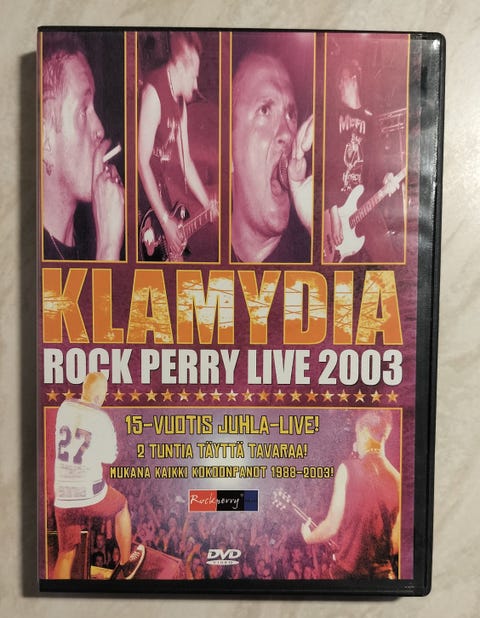 KLAMYDIA
ROCK PERRY LIVE 2003
15-VUOTIS JUHLA-LIVE!
2 TUNTIA TÄYTTÄ TAVARAA!
MUKANA KAIKKI KOKOONPANOT 1988-2003!
Rockperry
27
DVD
VIDEO